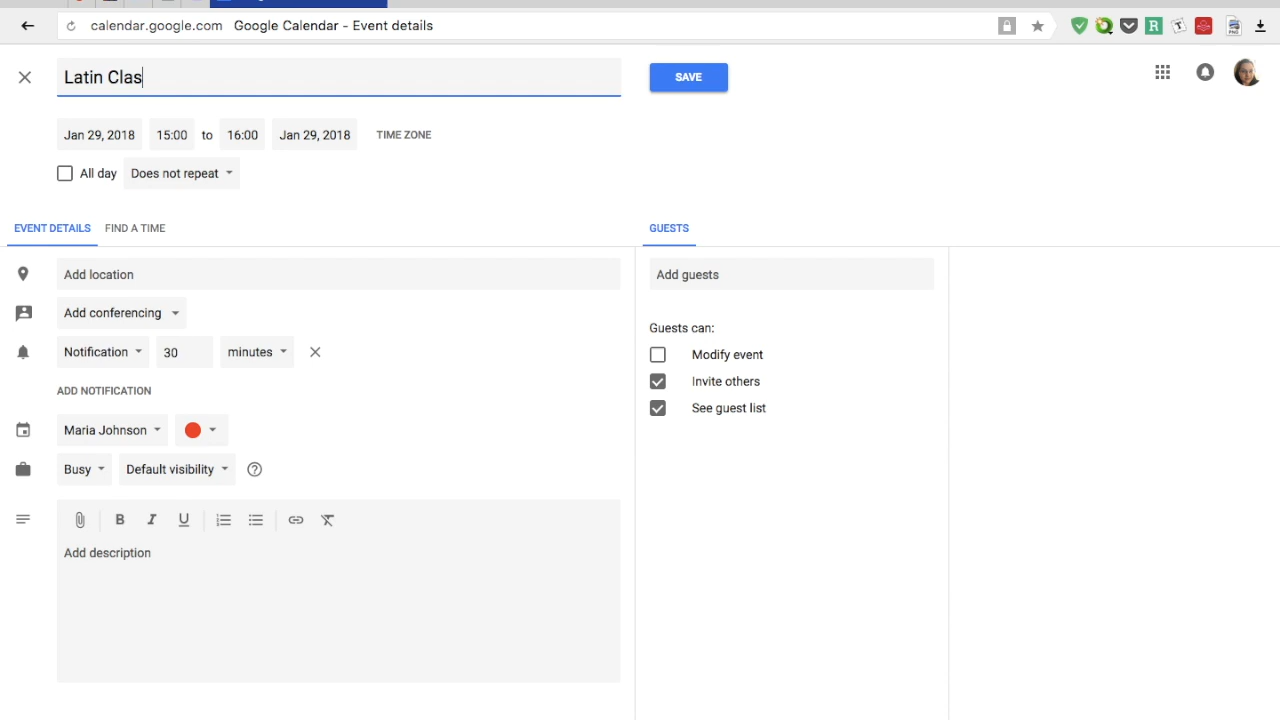 calendar.google.com Google Calendar - Event details
Latin Clas
SAVE
Jan 29, 2018 15:00 to 16:00 Jan 29, 2018 TIME ZONE
All day Does not repeat
EVENT DETAILS FIND A TIME
GUESTS
Add location
Add guests
Add conferencing
Guests can:
Notification 30 minutes
Modify event
Invite others
ADD NOTIFICATION
See guest list
Maria Johnson
Busy Default visibility
B I U
Add description